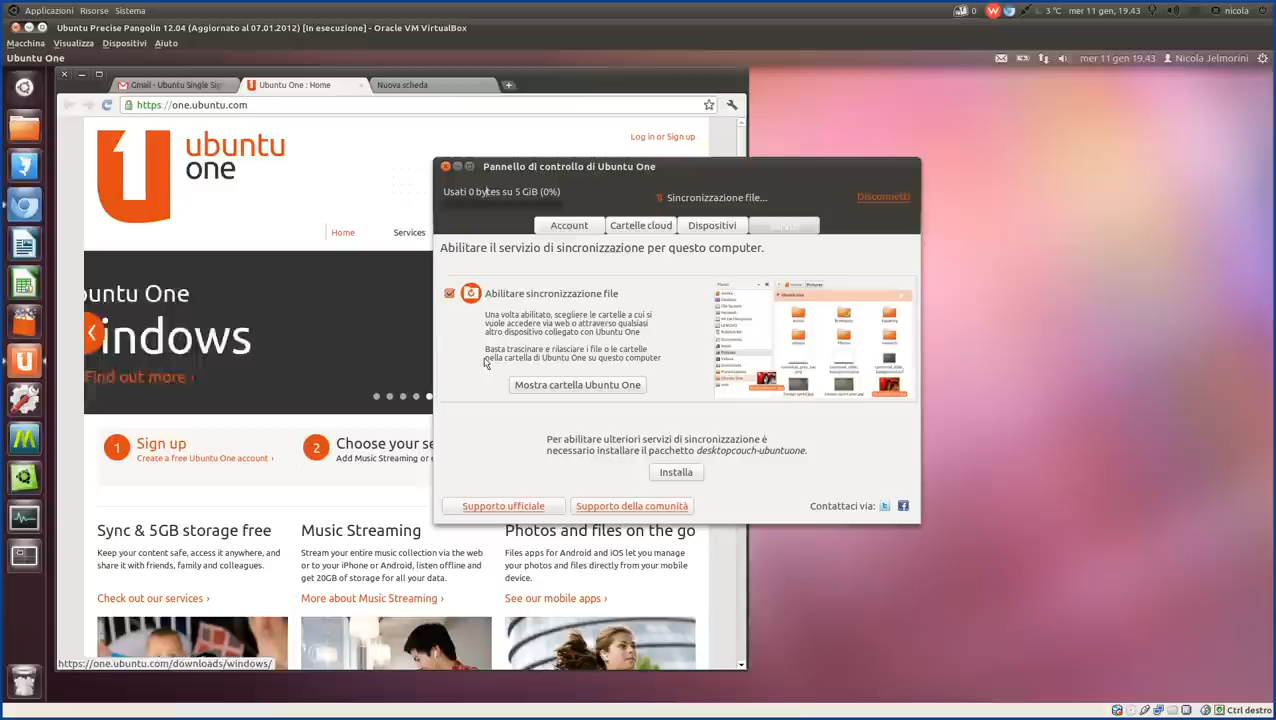 Applicazioni Risorse Sistema
0
3 °C mer 11 gen, 19.43
nicola
Ubuntu Precise Pangolin 12.04 (Aggiornato al 07.01.2012) [In esecuzione] - Oracle VM VirtualBox
Macchina Visualizza Dispositivi Aiuto
Ubuntu One
mer 11 gen 19.43 Nicola Jelmorini
Gmail - Ubuntu Single Sig
Ubuntu One : Home
Nuova scheda
https://one.ubuntu.com
ubuntu
one
Log in or Sign up
Home Services
Pannello di controllo di Ubuntu One
Usati 0 bytes su 5 GiB (0%)
Sincronizzazione file...
Disconnetti
Account Cartelle cloud Dispositivi Servizi
Abilitare il servizio di sincronizzazione per questo computer.
Abilitare sincronizzazione file
Una volta abilitato, scegliere le cartelle a cui si
vuole accedere via web o attraverso qualsiasi
altro dispositivo collegato con Ubuntu One
Basta trascinare e rilasciare i file o le cartelle
nella cartella di Ubuntu One su questo computer
Mostra cartella Ubuntu One
Per abilitare ulteriori servizi di sincronizzazione è
necessario installare il pacchetto desktopcouch-ubuntuone.
Installa
Supporto ufficiale
Supporto della comunità
Contattaci via:
buntu One
indows
Find out more ›
1 Sign up
Create a free Ubuntu One account ›
2 Choose your se
Add Music Streaming or e
Sync & 5GB storage free
Keep your content safe, access it anywhere, and
share it with friends, family and colleagues.
Check out our services ›
Music Streaming
Stream your entire music collection via the web
or to your iPhone or Android, listen offline and
get 20GB of storage for all your data.
More about Music Streaming ›
Photos and files on the go
Files apps for Android and iOS let you manage
your photos and files directly from your mobile
device.
See our mobile apps ›
https://one.ubuntu.com/downloads/windows/
Ctrl destro